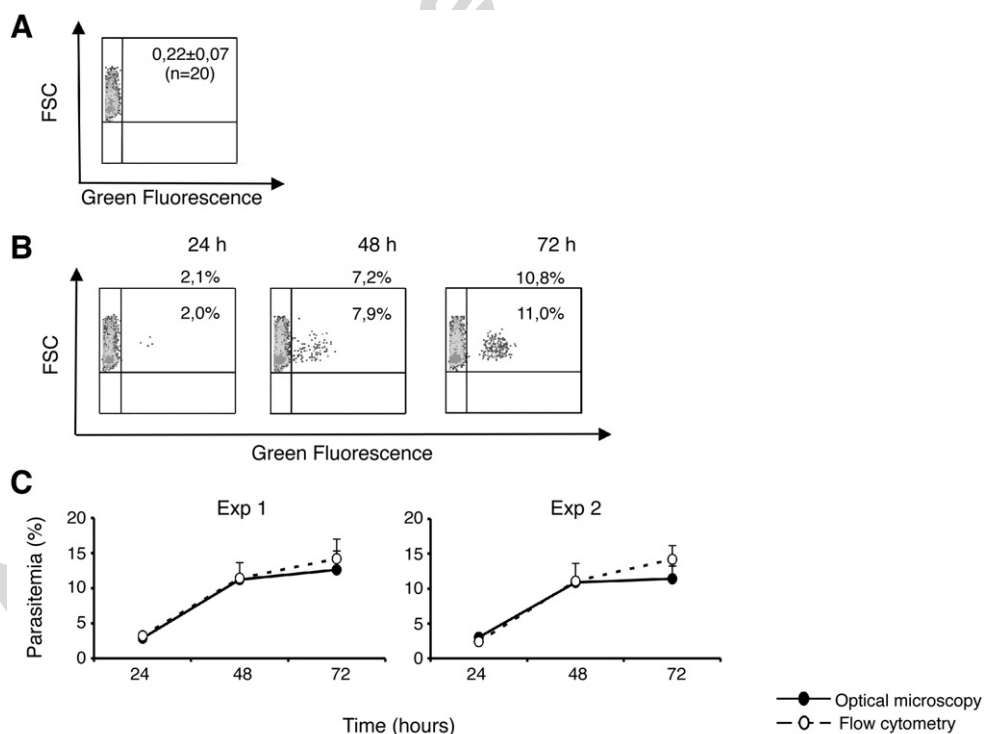 A
0,22±0,07
(n=20)
FSC
Green Fluorescence
B
24 h
48 h
72 h
2,1%
7,2%
10,8%
2,0%
7,9%
11,0%
FSC
Green Fluorescence
C
Exp 1
Exp 2
Parasitemia (%)
20
15
10
5
0
24
48
72
20
15
10
5
0
24
48
72
Time (hours)
Optical microscopy
Flow cytometry